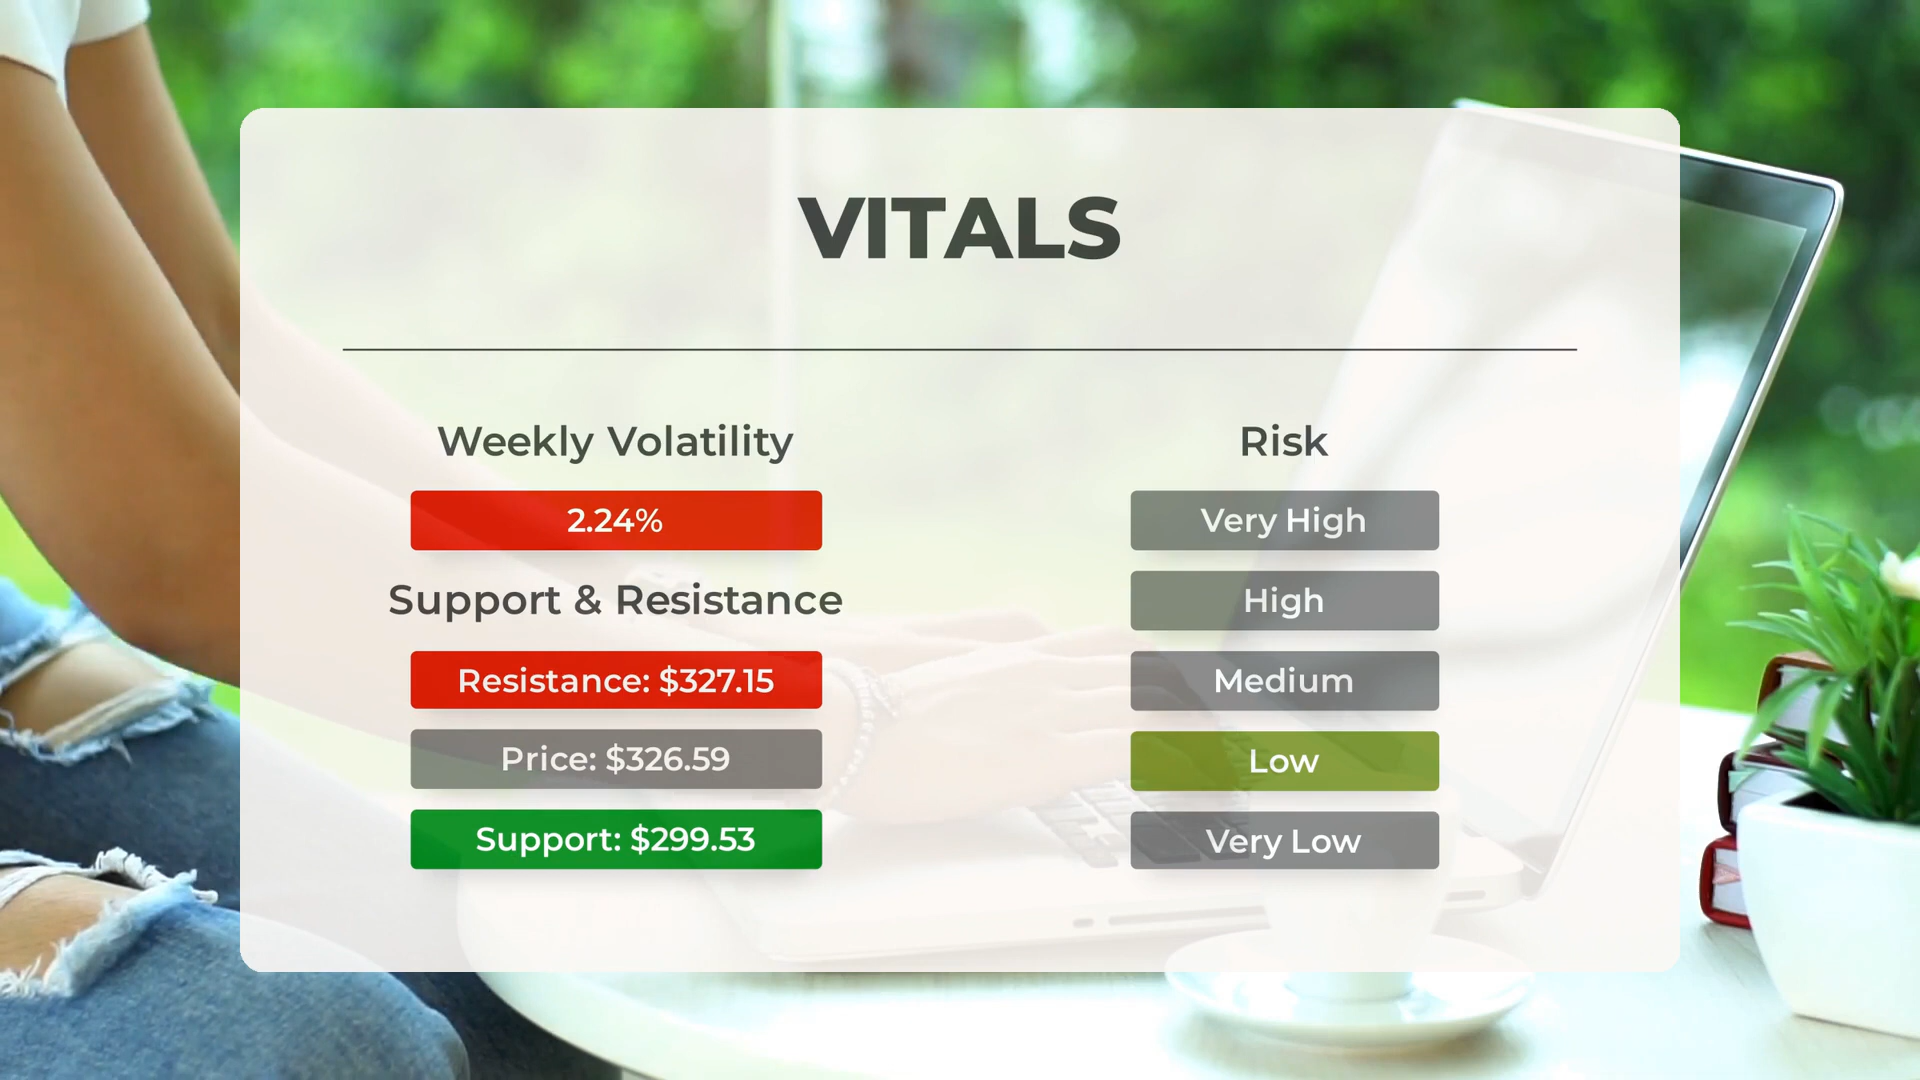 VITALS
Weekly Volatility
2.24%
Support & Resistance
Resistance: $327.15
Price: $326.59
Support: $299.53
Risk
Very High
High
Medium
Low
Very Low